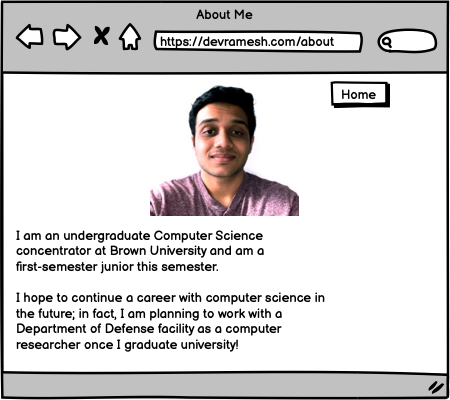 About Me
https://devramesh.com/about
Home
I am an undergraduate Computer Science
concentrator at Brown University and am a
first-semester junior this semester.
I hope to continue a career with computer science in
the future; in fact, I am planning to work with a
Department of Defense facility as a computer
researcher once I graduate university!